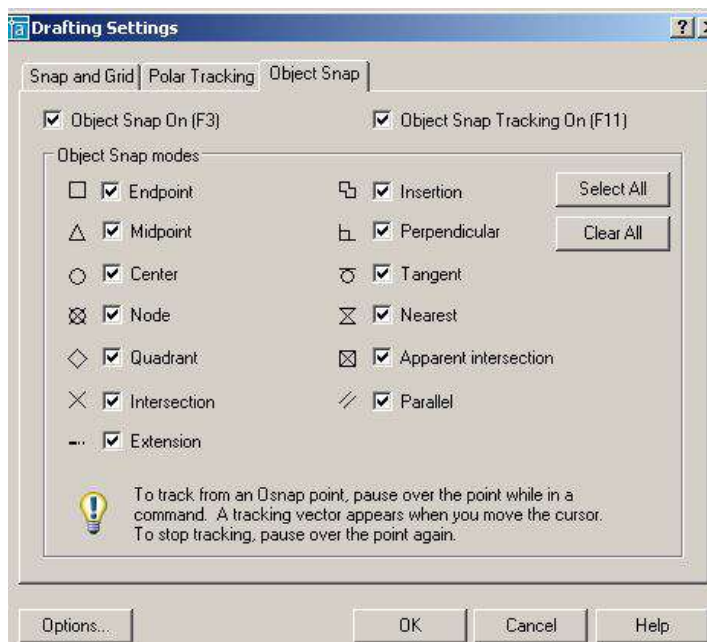 Drafting Settings
Snap and Grid Polar Tracking Object Snap
Object Snap On (F3) Object Snap Tracking On (F11)
Object Snap modes
Endpoint Insertion Select All
Midpoint Perpendicular Clear All
Center Tangent
Node Nearest
Quadrant Apparent intersection
Intersection Parallel
Extension
To track from an Osnap point, pause over the point while in a
command. A tracking vector appears when you move the cursor.
To stop tracking, pause over the point again.
Options... OK Cancel Help